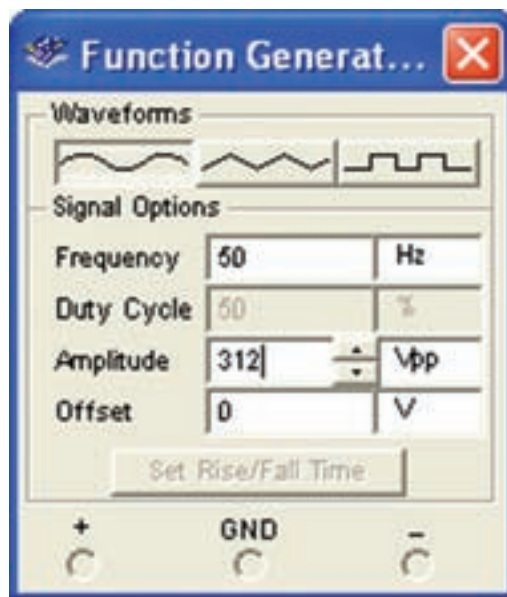 Function Generat...
Waveforms
Signal Options
Frequency 50 Hz
Duty Cycle 50 %
Amplitude 312 Vpp
Offset 0 V
Set Rise/Fall Time
+ GND −